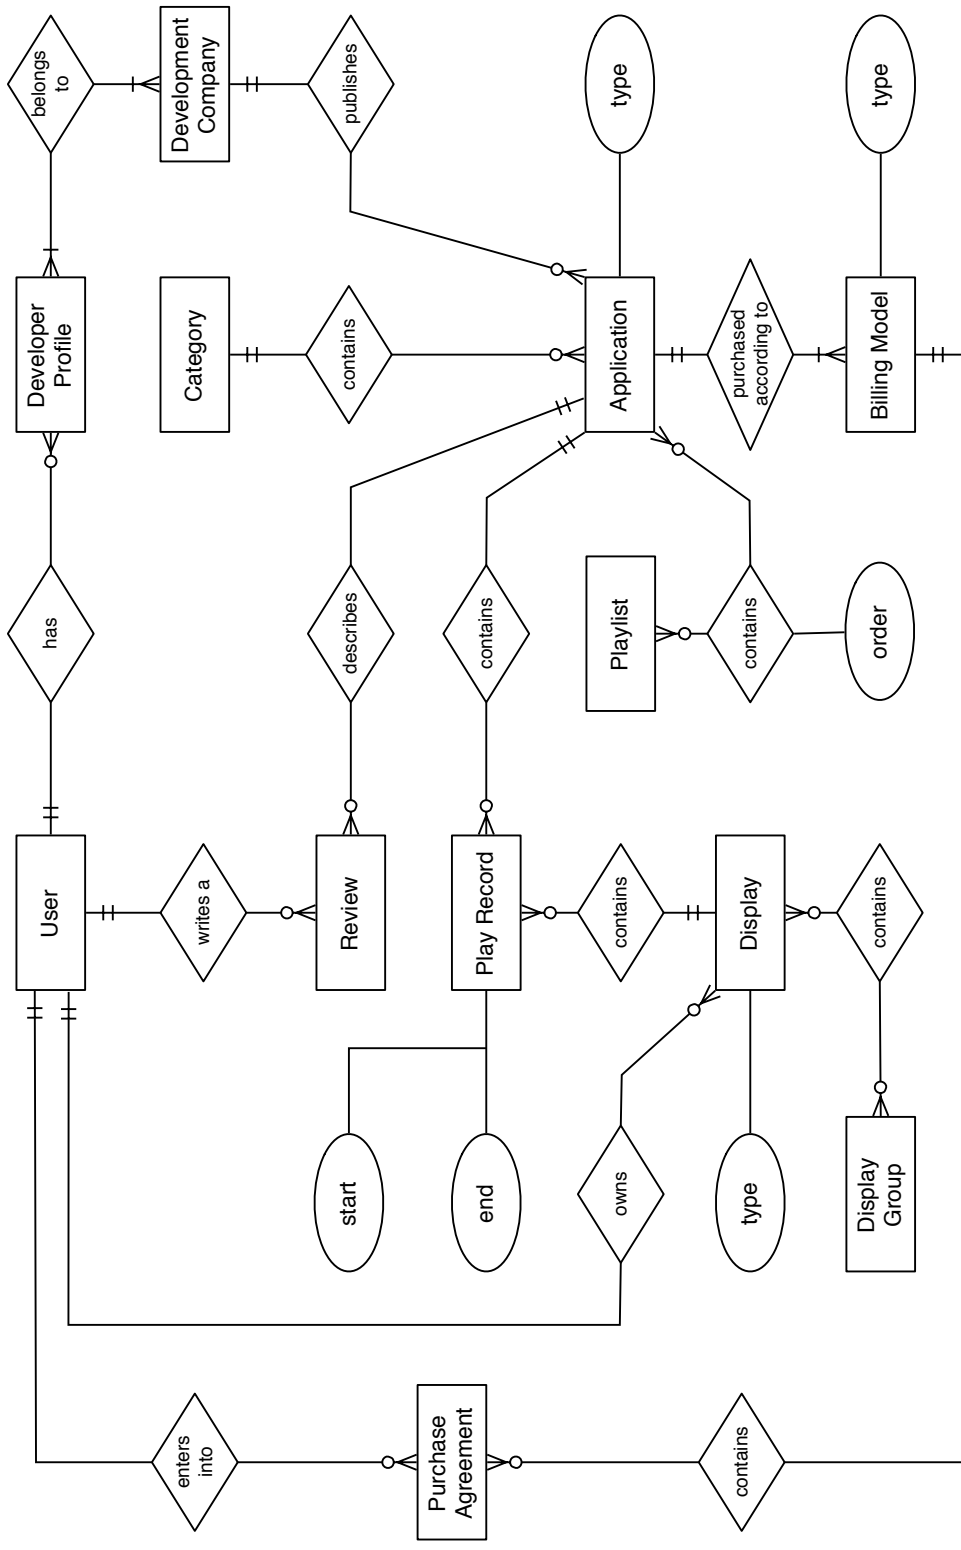 belongs
to
Development
Company
publishes
type
type
Developer
Profile
Category
contains
Application
purchased
according to
Billing Model
has
describes
contains
Playlist
contains
order
User
writes a
Review
Play Record
contains
Display
contains
start
end
owns
type
Display
Group
enters
into
Purchase
Agreement
contains